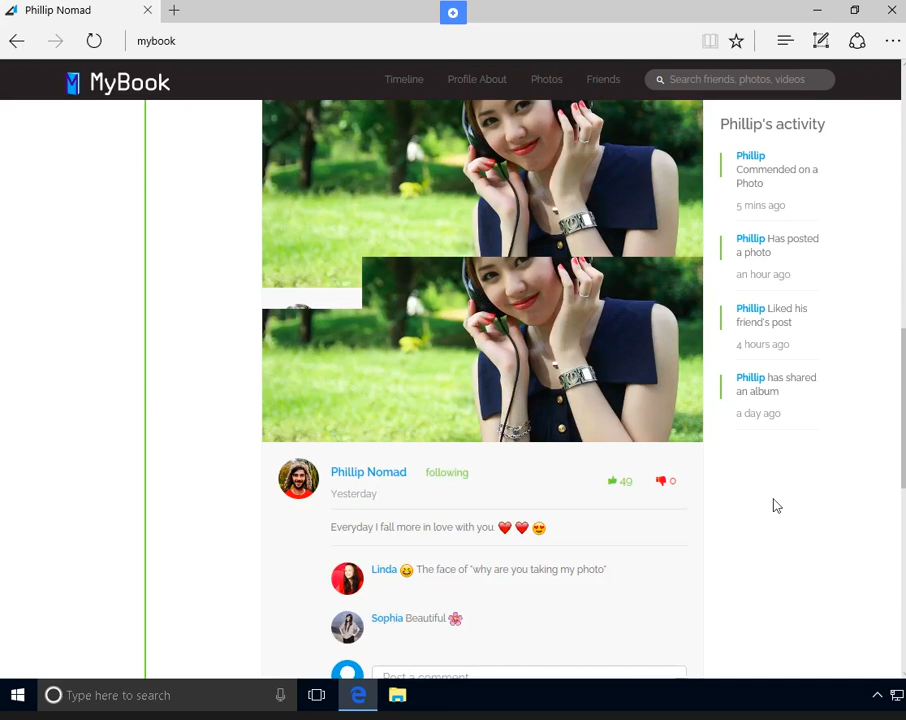 Phillip Nomad
mybook
MyBook
Timeline
Profile About
Photos
Friends
Search friends, photos, videos
Phillip's activity
Phillip
Commended on a
Photo
5 mins ago
Phillip Has posted
a photo
an hour ago
Phillip Liked his
friend's post
4 hours ago
Phillip has shared
an album
a day ago
Phillip Nomad following
Yesterday
49
0
Everyday I fall more in love with you. ❤️ ❤️ 😍
Linda 😆 The face of "why are you taking my photo"
Sophia Beautiful 🌸
Post a comment
Type here to search